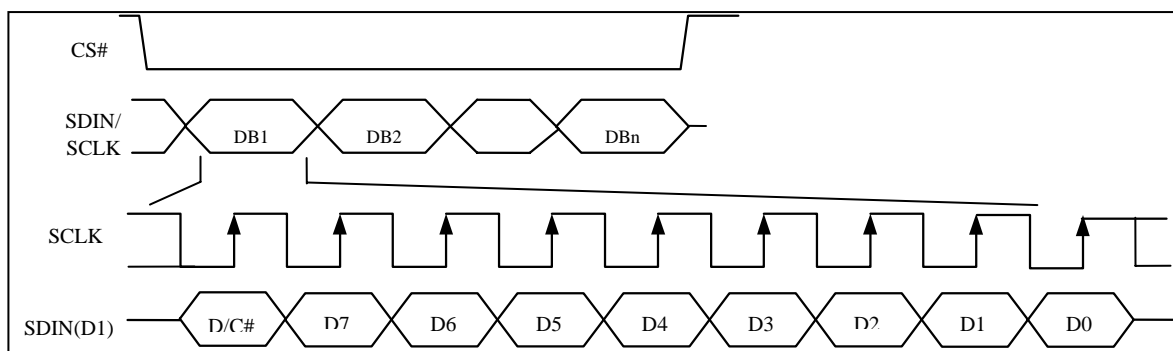 CS#
SDIN/
SCLK
DB1 DB2 DBn
SCLK
SDIN(D1) D/C# D7 D6 D5 D4 D3 D2 D1 D0